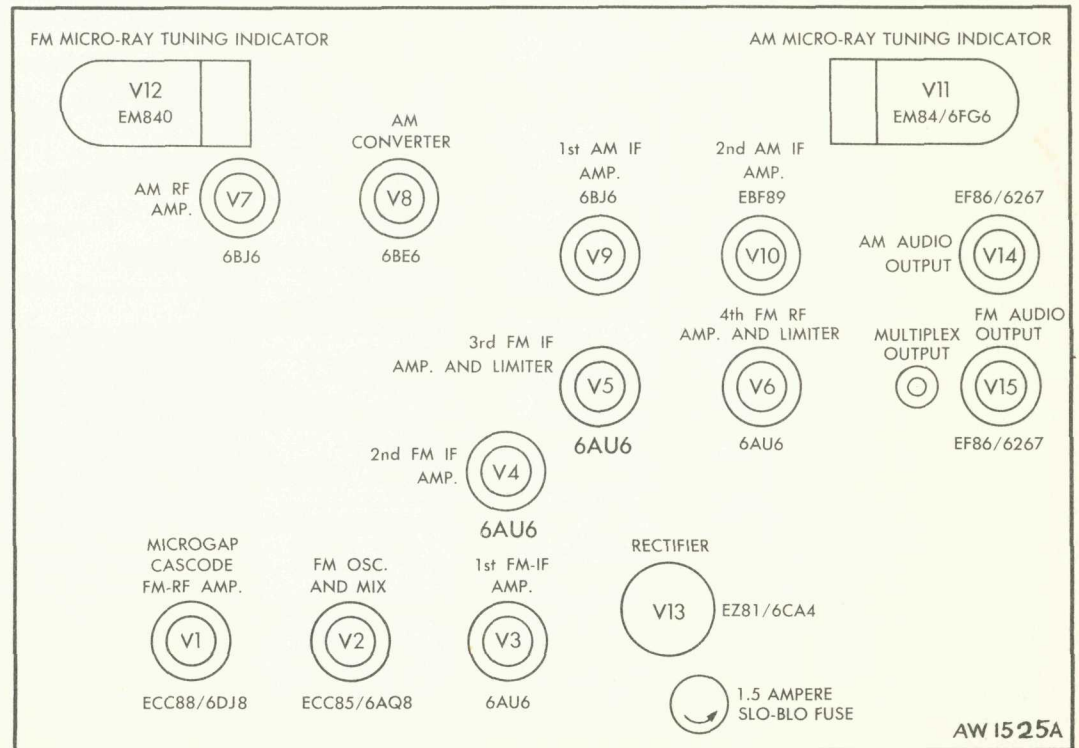 FM MICRO-RAY TUNING INDICATOR
V12
EM840
AM MICRO-RAY TUNING INDICATOR
V11
EM84/6FG6
AM RF
AMP.
V7
6BJ6
AM
CONVERTER
V8
6BE6
1st AM IF
AMP.
6BJ6
V9
2nd AM IF
AMP.
EBF89
V10
EF86/6267
AM AUDIO
OUTPUT
V14
3rd FM IF
AMP. AND LIMITER
V5
6AU6
4th FM RF
AMP. AND LIMITER
V6
6AU6
MULTIPLEX
OUTPUT
FM AUDIO
OUTPUT
V15
EF86/6267
2nd FM IF
AMP.
V4
6AU6
MICROGAP
CASCODE
FM-RF AMP.
V1
ECC88/6DJ8
FM OSC.
AND MIX
V2
ECC85/6AQ8
1st FM-IF
AMP.
V3
6AU6
RECTIFIER
V13
EZ81/6CA4
1.5 AMPERE
SLO-BLO FUSE
AW 1525A